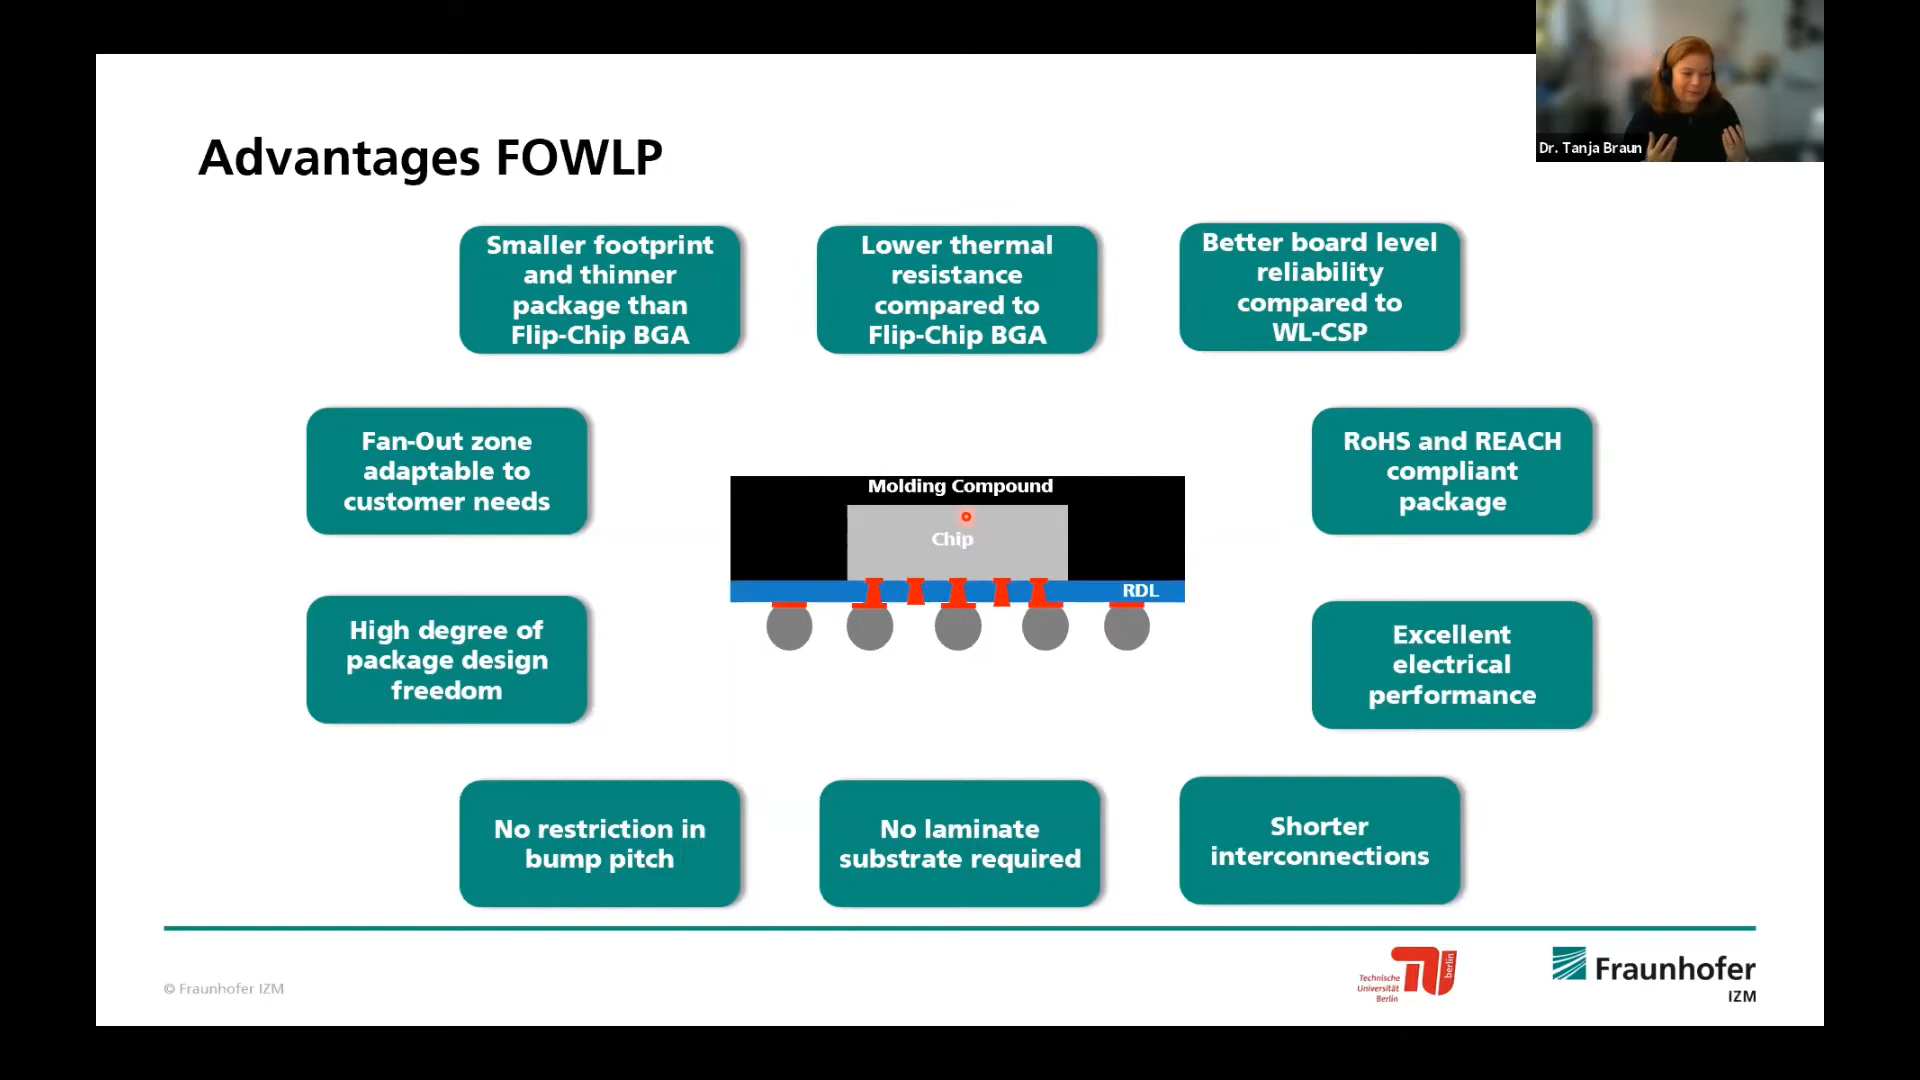 Dr. Tanja Braun
Advantages FOWLP
Smaller footprint
and thinner
package than
Flip-Chip BGA
Lower thermal
resistance
compared to
Flip-Chip BGA
Better board level
reliability
compared to
WL-CSP
Fan-Out zone
adaptable to
customer needs
Molding Compound
Chip
RDL
RoHS and REACH
compliant
package
High degree of
package design
freedom
Excellent
electrical
performance
No restriction in
bump pitch
No laminate
substrate required
Shorter
interconnections
© Fraunhofer IZM
Technische
Universität
Berlin
berlin
Fraunhofer
IZM